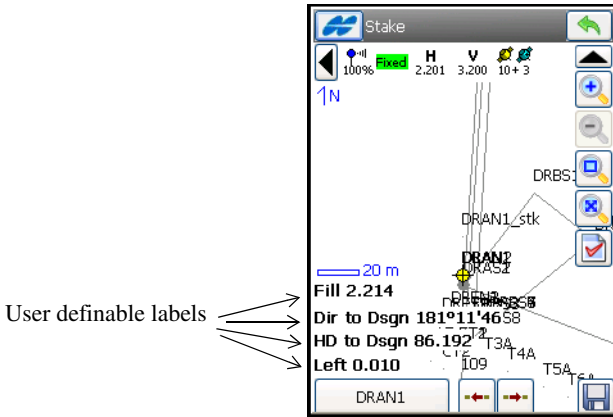 Stake
100% Fixed H 2.201 V 3.200 10+3
N
DRBS1
DRAN1_stk
20 m
Fill 2.214
User definable labels
Dir to Dsgn 181°11'46
HD to Dsgn 86.192
T3A
T4A
Left 0.010
109
T5A
DRAN1